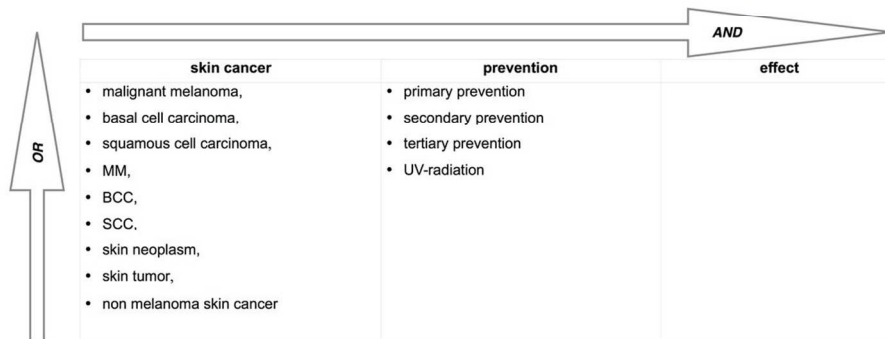 AND
OR
skin cancer prevention effect
• malignant melanoma, • primary prevention
• basal cell carcinoma, • secondary prevention
• squamous cell carcinoma, • tertiary prevention
• MM, • UV-radiation
• BCC,
• SCC,
• skin neoplasm,
• skin tumor,
• non melanoma skin cancer